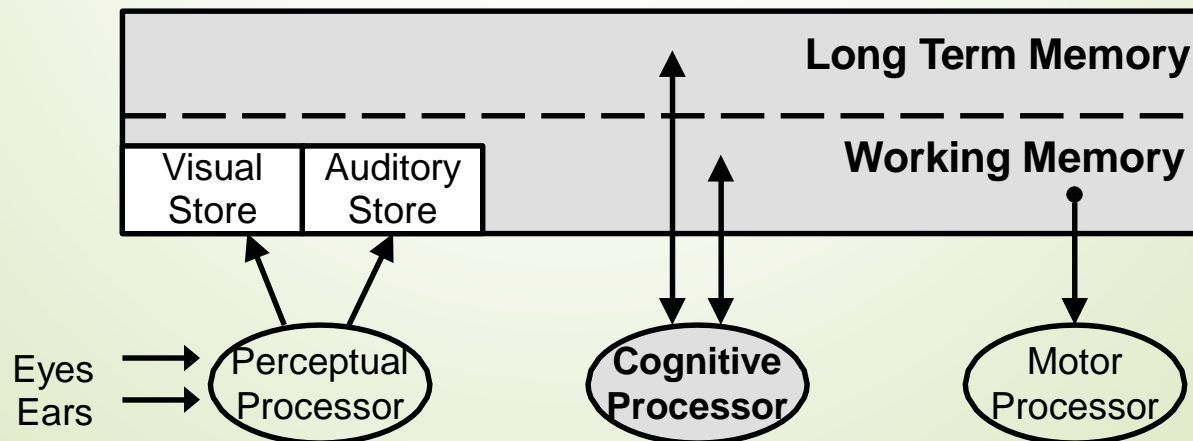 Long Term Memory
Working Memory
Visual
Store
Auditory
Store
Eyes
Ears
Perceptual
Processor
Cognitive
Processor
Motor
Processor